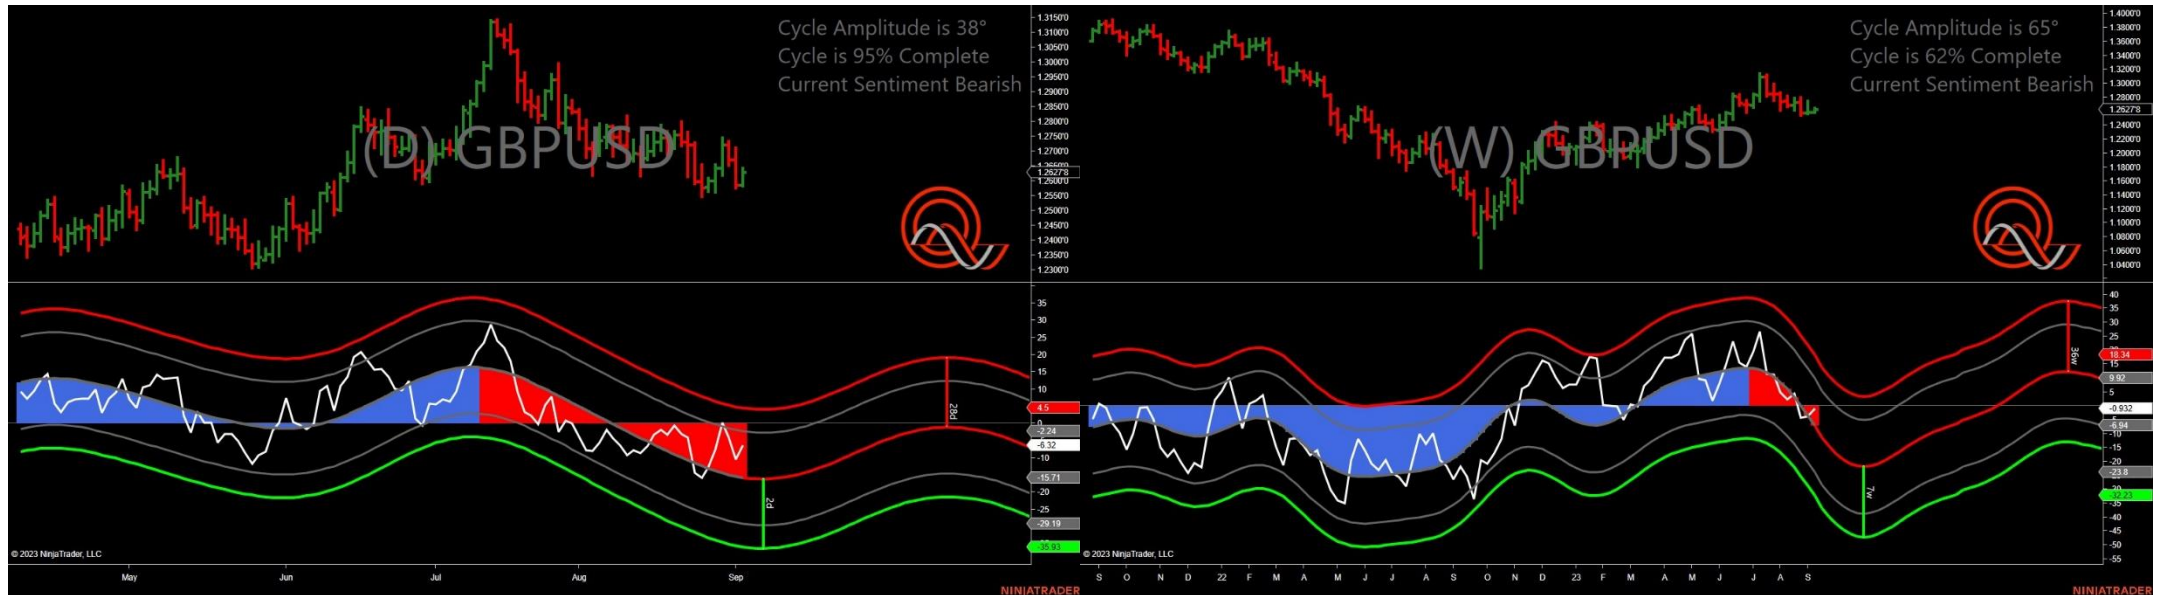 Cycle Amplitude is 38°
Cycle is 95% Complete
Current Sentiment Bearish
(D) GBPUSD
1.3150'0
1.3100'0
1.3050'0
1.3000'0
1.2950'0
1.2900'0
1.2850'0
1.2800'0
1.2750'0
1.2700'0
1.2627'8
1.2600'0
1.2550'0
1.2500'0
1.2450'0
1.2400'0
1.2350'0
1.2300'0
35
30
25
20
15
10
4.5
0
-2.24
-6.32
-10
-15.71
-20
-25
-29.19
-35.93
28d
2d
© 2023 NinjaTrader, LLC
May
Jun
Jul
Aug
Sep
NINJATRADER
Cycle Amplitude is 65°
Cycle is 62% Complete
Current Sentiment Bearish
(W) GBPUSD
1.4000'0
1.3800'0
1.3600'0
1.3400'0
1.3200'0
1.3000'0
1.2800'0
1.2627'8
1.2400'0
1.2200'0
1.2000'0
1.1800'0
1.1600'0
1.1400'0
1.1200'0
1.1000'0
1.0800'0
1.0600'0
1.0400'0
40
35
30
25
18.34
15
9.92
5
-0.932
-6.94
-10
-15
-20
-23.8
-32.23
-35
-40
-45
-50
-55
36w
7w
© 2023 NinjaTrader, LLC
S
O
N
D
22
F
M
A
M
J
J
A
S
O
N
D
23
F
M
A
M
J
J
A
S
NINJATRADER